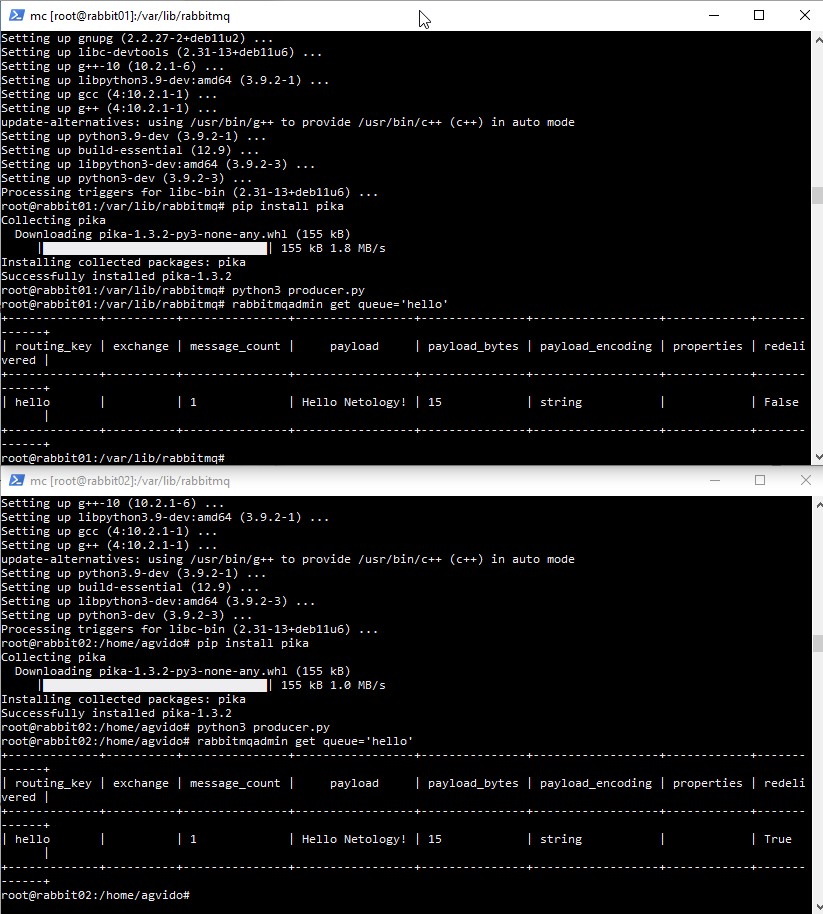 mc [root@rabbit01]:/var/lib/rabbitmq
Setting up gnupg (2.2.27-2+deb11u2) ...
Setting up libc-devtools (2.31-13+deb11u6) ...
Setting up g++-10 (10.2.1-6) ...
Setting up libpython3.9-dev:amd64 (3.9.2-1) ...
Setting up gcc (4:10.2.1-1) ...
Setting up g++ (4:10.2.1-1) ...
update-alternatives: using /usr/bin/g++ to provide /usr/bin/c++ (c++) in auto mode
Setting up python3.9-dev (3.9.2-1) ...
Setting up build-essential (12.9) ...
Setting up libpython3-dev:amd64 (3.9.2-3) ...
Setting up python3-dev (3.9.2-3) ...
Processing triggers for libc-bin (2.31-13+deb11u6) ...
root@rabbit01:/var/lib/rabbitmq# pip install pika
Collecting pika
  Downloading pika-1.3.2-py3-none-any.whl (155 kB)
     |                                | 155 kB 1.8 MB/s
Installing collected packages: pika
Successfully installed pika-1.3.2
root@rabbit01:/var/lib/rabbitmq# python3 producer.py
root@rabbit01:/var/lib/rabbitmq# rabbitmqadmin get queue='hello'
+-------------+----------+---------------+-----------------+---------------+------------------+------------+------
------+
| routing_key | exchange | message_count |     payload     | payload_bytes | payload_encoding | properties | redeli
vered |
+-------------+----------+---------------+-----------------+---------------+------------------+------------+------
------+
| hello       |          | 1             | Hello Netology! | 15            | string           |            | False
      |
+-------------+----------+---------------+-----------------+---------------+------------------+------------+------
------+
root@rabbit01:/var/lib/rabbitmq#
mc [root@rabbit02]:/var/lib/rabbitmq
Setting up g++-10 (10.2.1-6) ...
Setting up libpython3.9-dev:amd64 (3.9.2-1) ...
Setting up gcc (4:10.2.1-1) ...
Setting up g++ (4:10.2.1-1) ...
update-alternatives: using /usr/bin/g++ to provide /usr/bin/c++ (c++) in auto mode
Setting up python3.9-dev (3.9.2-1) ...
Setting up build-essential (12.9) ...
Setting up libpython3-dev:amd64 (3.9.2-3) ...
Setting up python3-dev (3.9.2-3) ...
Processing triggers for libc-bin (2.31-13+deb11u6) ...
root@rabbit02:/home/agvido# pip install pika
Collecting pika
  Downloading pika-1.3.2-py3-none-any.whl (155 kB)
     |                                | 155 kB 1.0 MB/s
Installing collected packages: pika
Successfully installed pika-1.3.2
root@rabbit02:/home/agvido# python3 producer.py
root@rabbit02:/home/agvido# rabbitmqadmin get queue='hello'
+-------------+----------+---------------+-----------------+---------------+------------------+------------+------
------+
| routing_key | exchange | message_count |     payload     | payload_bytes | payload_encoding | properties | redeli
vered |
+-------------+----------+---------------+-----------------+---------------+------------------+------------+------
------+
| hello       |          | 1             | Hello Netology! | 15            | string           |            | True
      |
+-------------+----------+---------------+-----------------+---------------+------------------+------------+------
------+
root@rabbit02:/home/agvido#